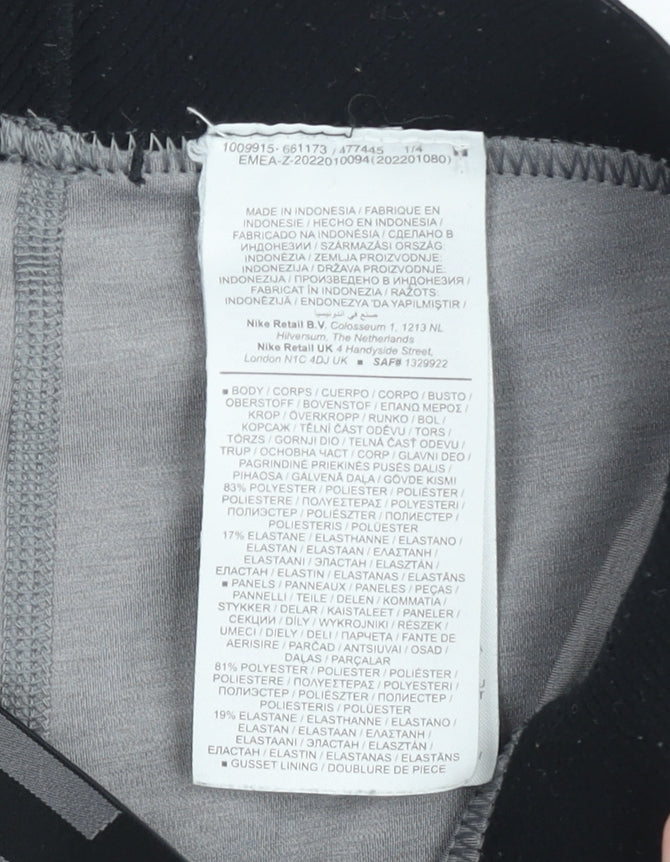 1009915- 661173 / 477445 1/4
EMEA-Z-2022010094(202201080)
MADE IN INDONESIA / FABRIQUE EN
INDONESIE / HECHO EN INDONESIA /
FABRICADO NA INDONÉSIA / СДЕЛАНО В
ИНДОНЕЗИИ / SZÁRMAZÁSI ORSZÁG:
INDONÉZIA / ZEMLJA PROIZVODNJE:
INDONEZIJA / DRŽAVA PROIZVODNJE:
INDONEZIJA / ПРОИЗВЕДЕНО В ИНДОНЕЗИЯ /
FABRICAT ÎN INDONEZIA / RAŽOTS:
INDONĒZIJĀ / ENDONEZYA 'DA YAPILMIŞTIR /
صنع في اندونيسيا
Nike Retail B.V. Colosseum 1, 1213 NL
Hilversum, The Netherlands
Nike Retail UK 4 Handyside Street,
London N1C 4DJ UK ■ SAF# 1329922
■ BODY / CORPS / CUERPO / CORPO / BUSTO /
OBERSTOFF / BOVENSTOF / ΕΠΑΝΩ ΜΕΡΟΣ /
KROP / ÖVERKROPP / RUNKO / BOL /
КОРСАЖ / TĚLNÍ ČÁST ODĚVU / TORS /
TÖRZS / GORNJI DIO / TELNÁ ČASŤ ODEVU /
TRUP / ОСНОВНА ЧАСТ / CORP / GLAVNI DEO /
PAGRINDINĖ PRIEKINĖS PUSĖS DALIS /
PIHAOSA / GALVENĀ DAĻA / GÖVDE KISMI
83% POLYESTER / POLIESTER / POLIÉSTER /
POLIESTERE / ΠΟΛΥΕΣΤΕΡΑΣ / POLYESTERI /
ПОЛИЭСТЕР / POLIÉSZTER / ПОЛИЕСТЕР /
POLIESTERIS / POLÜESTER
17% ELASTANE / ELASTHANNE / ELASTANO /
ELASTAN / ELASTAAN / ΕΛΑΣΤΑΝΗ /
ELASTAANI / ЭЛАСТАН / ELASZTÁN /
ЕЛАСТАН / ELASTIN / ELASTANAS / ELASTĀNS
■ PANELS / PANNEAUX / PANELES / PEÇAS /
PANNELLI / TEILE / DELEN / ΚΟΜΜΑΤΙΑ /
STYKKER / DELAR / KAISTALEET / PANELER /
СЕКЦИИ / DÍLY / WYKROJNIKI / RÉSZEK /
UMECI / DIELY / DELI / ПАРЧЕТА / FANTE DE
AERISIRE / PARČAD / ANTSIUVAI / OSAD /
DAĻAS / PARÇALAR
81% POLYESTER / POLIESTER / POLIÉSTER /
POLIESTERE / ΠΟΛΥΕΣΤΕΡΑΣ / POLYESTERI /
ПОЛИЭСТЕР / POLIÉSZTER / ПОЛИЕСТЕР /
POLIESTERIS / POLÜESTER
19% ELASTANE / ELASTHANNE / ELASTANO /
ELASTAN / ELASTAAN / ΕΛΑΣΤΑΝΗ /
ELASTAANI / ЭЛАСТАН / ELASZTÁN /
ЕЛАСТАН / ELASTIN / ELASTANAS / ELASTĀNS
■ GUSSET LINING / DOUBLURE DE PIECE